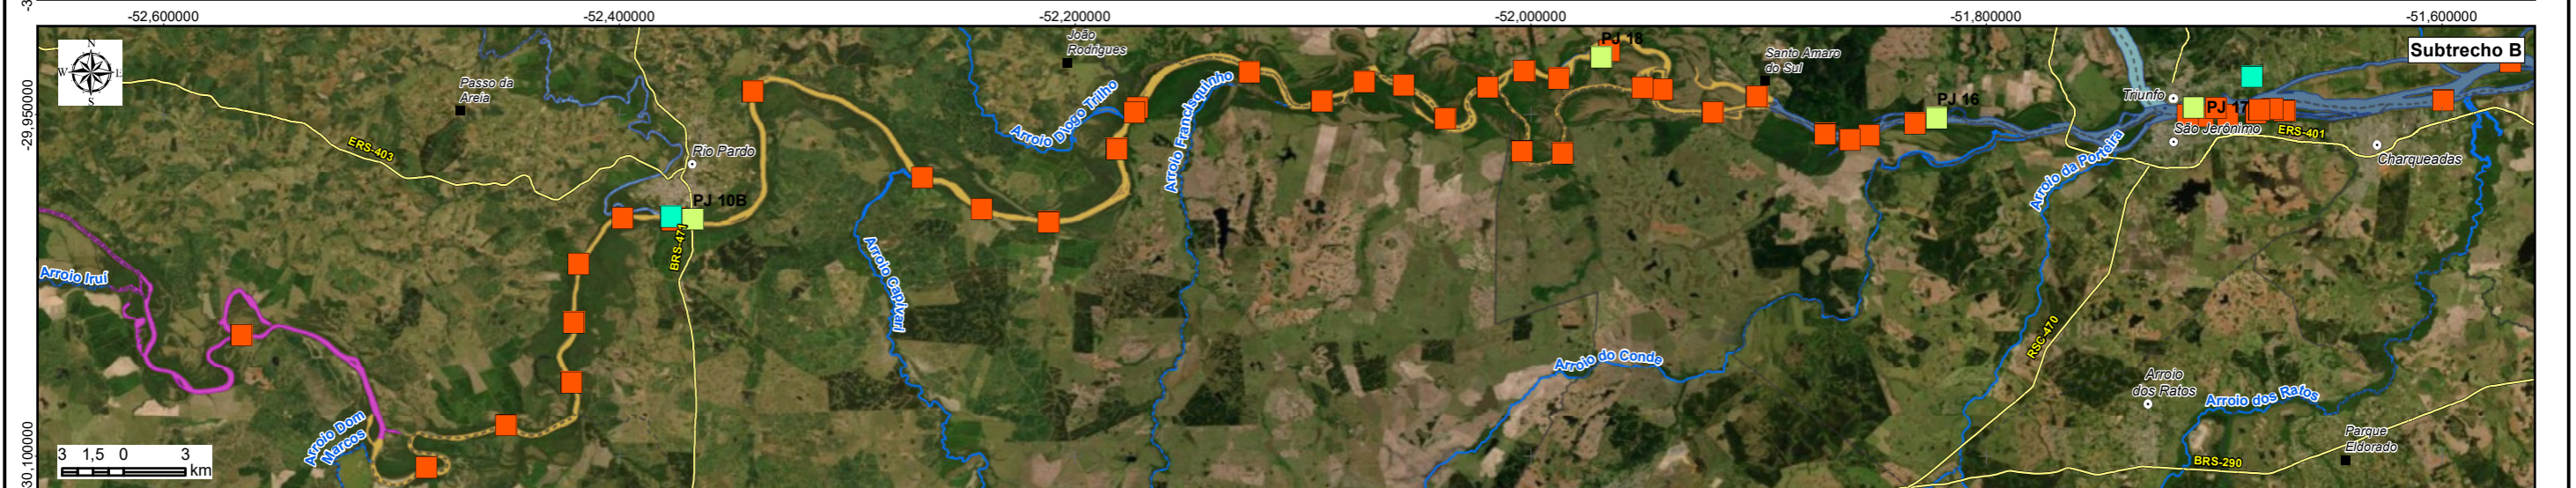 -52,600000
-52,400000
-52,200000
-52,000000
-51,800000
-51,600000
Subtrecho B
N
W
E
S
João
Rodrigues
PJ 18
Santo Amaro
do Sul
Passo da
Areia
-29,950000
Arroio Diogo Trilho
Arroio Francisquinho
PJ 16
Triunfo
PJ 17
São Jerônimo
ERS-401
Charqueadas
ERS-403
Rio Pardo
PJ 10B
BRS-471
Arroio da Porteira
Arroio Iruí
Arroio Capivari
RSC-470
Arroio do Conde
Arroio
dos Ratos
Arroio dos Ratos
Arroio Dom
Marcos
Parque
Eldorado
BRS-290
3 1,5 0 3
km
30,100000